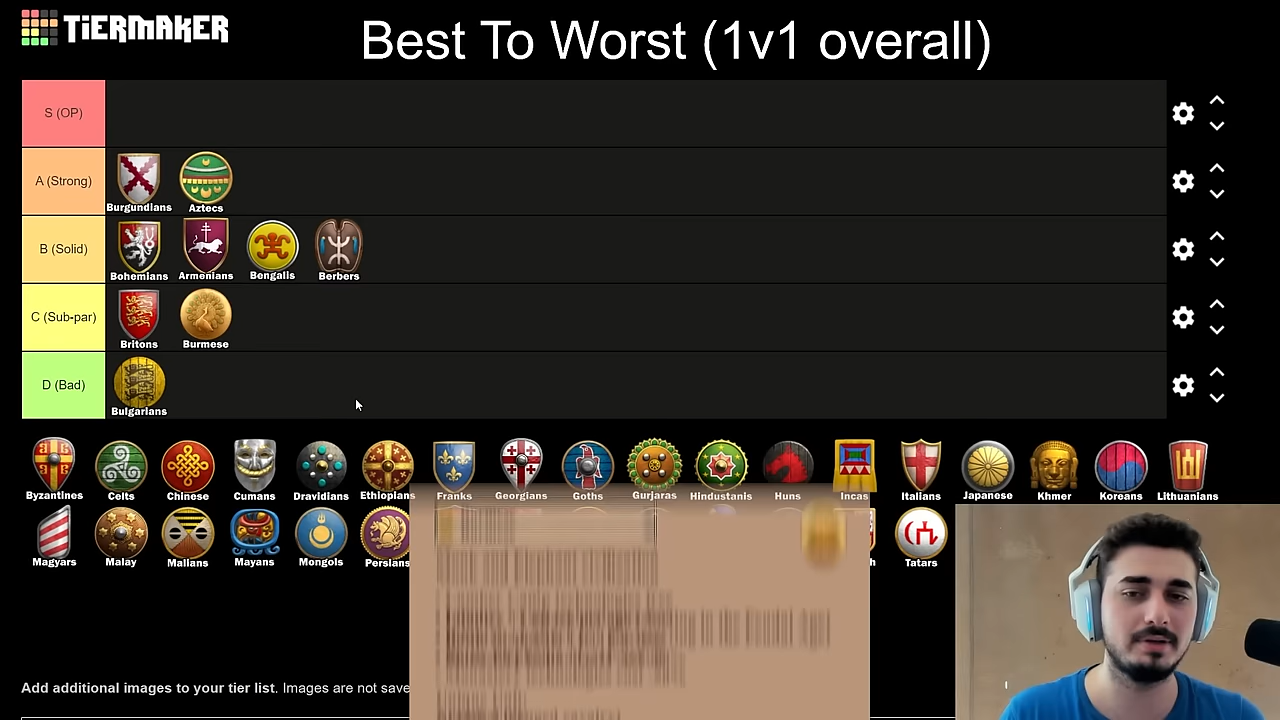 TIERMAKER
Best To Worst (1v1 overall)
S (OP)
A (Strong)
Burgundians Aztecs
B (Solid)
Bohemians Armenians Bengalis Berbers
C (Sub-par)
Britons Burmese
D (Bad)
Bulgarians
Byzantines Celts Chinese Cumans Dravidians Ethiopians Franks Georgians Goths Gurjaras Hindustanis Huns Incas Italians Japanese Khmer Koreans Lithuanians
Magyars Malay Malians Mayans Mongols Persians Tatars
Add additional images to your tier list. Images are not save